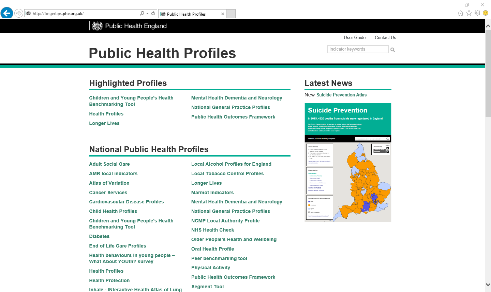 Public Health Profiles
Public Health England
User Guide Contact Us
Public Health Profiles
indicator keywords
Highlighted Profiles
Children and Young People's Health
Benchmarking Tool
Health Profiles
Longer Lives
Mental Health Dementia and Neurology
National General Practice Profiles
Public Health Outcomes Framework
Latest News
New Suicide Prevention Atlas
Suicide Prevention
National Public Health Profiles
Adult Social Care
AMR local indicators
Atlas of Variation
Cancer Services
Cardiovascular Disease Profiles
Child Health Profiles
Children and Young People's Health
Benchmarking Tool
Diabetes
End of Life Care Profiles
Health behaviours in young people –
What About YOUth? survey
Health Profiles
Health Protection
Inhale - INteractive Health Atlas of Lung
Local Alcohol Profiles for England
Local Tobacco Control Profiles
Longer Lives
Marmot Indicators
Mental Health Dementia and Neurology
National General Practice Profiles
NCMP Local Authority Profile
NHS Health Check
Older People's Health and Wellbeing
Oral Health Profile
Peer Benchmarking tool
Physical Activity
Public Health Outcomes Framework
Segment Tool